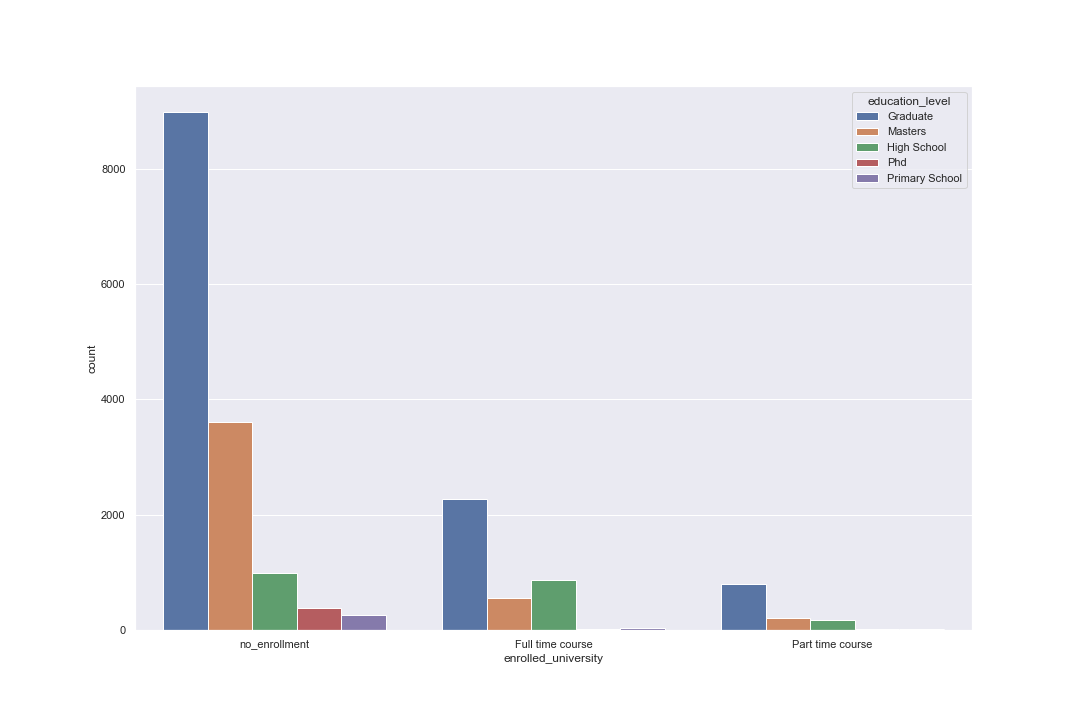 education_level
Graduate
Masters
High School
Phd
Primary School
8000
6000
4000
2000
0
count
no_enrollment
Full time course
Part time course
enrolled_university